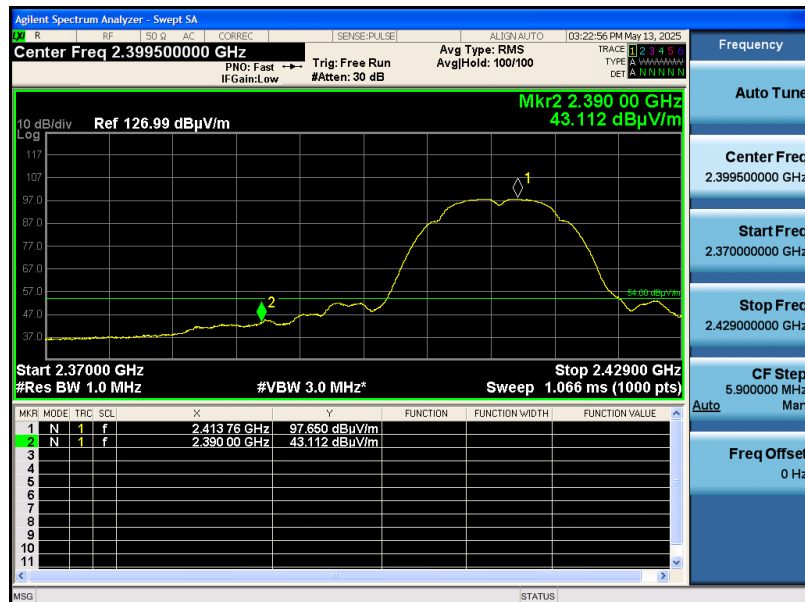 Agilent Spectrum Analyzer - Swept SA
LXI R RF 50 Ω AC CORREC SENSE:PULSE ALIGN AUTO 03:22:56 PM May 13, 2025
Center Freq 2.399500000 GHz
PNO: Fast
IFGain:Low
Trig: Free Run
#Atten: 30 dB
Avg Type: RMS
Avg|Hold: 100/100
TRACE 1 2 3 4 5 6
TYPE A WWWWW
DET A N N N N N
Mkr2 2.390 00 GHz
43.112 dBµV/m
10 dB/div Ref 126.99 dBµV/m
Log
117
107
97.0
87.0
77.0
67.0
57.0
47.0
37.0
1
2
54.00 dBµV/m
Start 2.37000 GHz Stop 2.42900 GHz
#Res BW 1.0 MHz #VBW 3.0 MHz* Sweep 1.066 ms (1000 pts)
MKR MODE TRC SCL X Y FUNCTION FUNCTION WIDTH FUNCTION VALUE
1 N 1 f 2.413 76 GHz 97.650 dBµV/m
2 N 1 f 2.390 00 GHz 43.112 dBµV/m
3
4
5
6
7
8
9
10
11
MSG STATUS
Frequency
Auto Tune
Center Freq
2.399500000 GHz
Start Freq
2.370000000 GHz
Stop Freq
2.429000000 GHz
CF Step
5.900000 MHz
Auto Man
Freq Offset
0 Hz